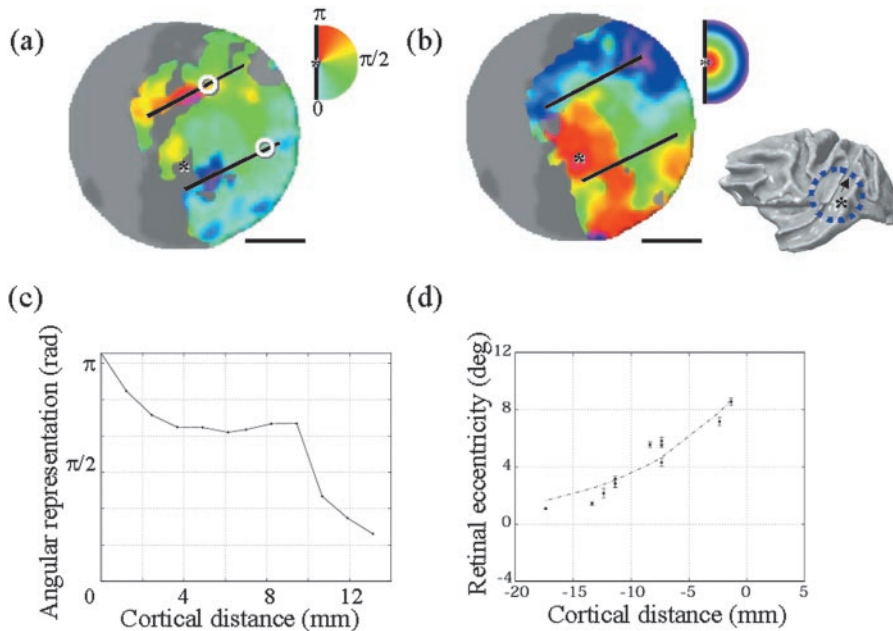 (a)
π
*
π/2
0
*
(b)
*
*
*
(c)
Angular representation (rad)
π
π/2
0
4
8
12
Cortical distance (mm)
(d)
Retinal eccentricity (deg)
12
8
4
0
-4
-20
-15
-10
-5
0
5
Cortical distance (mm)